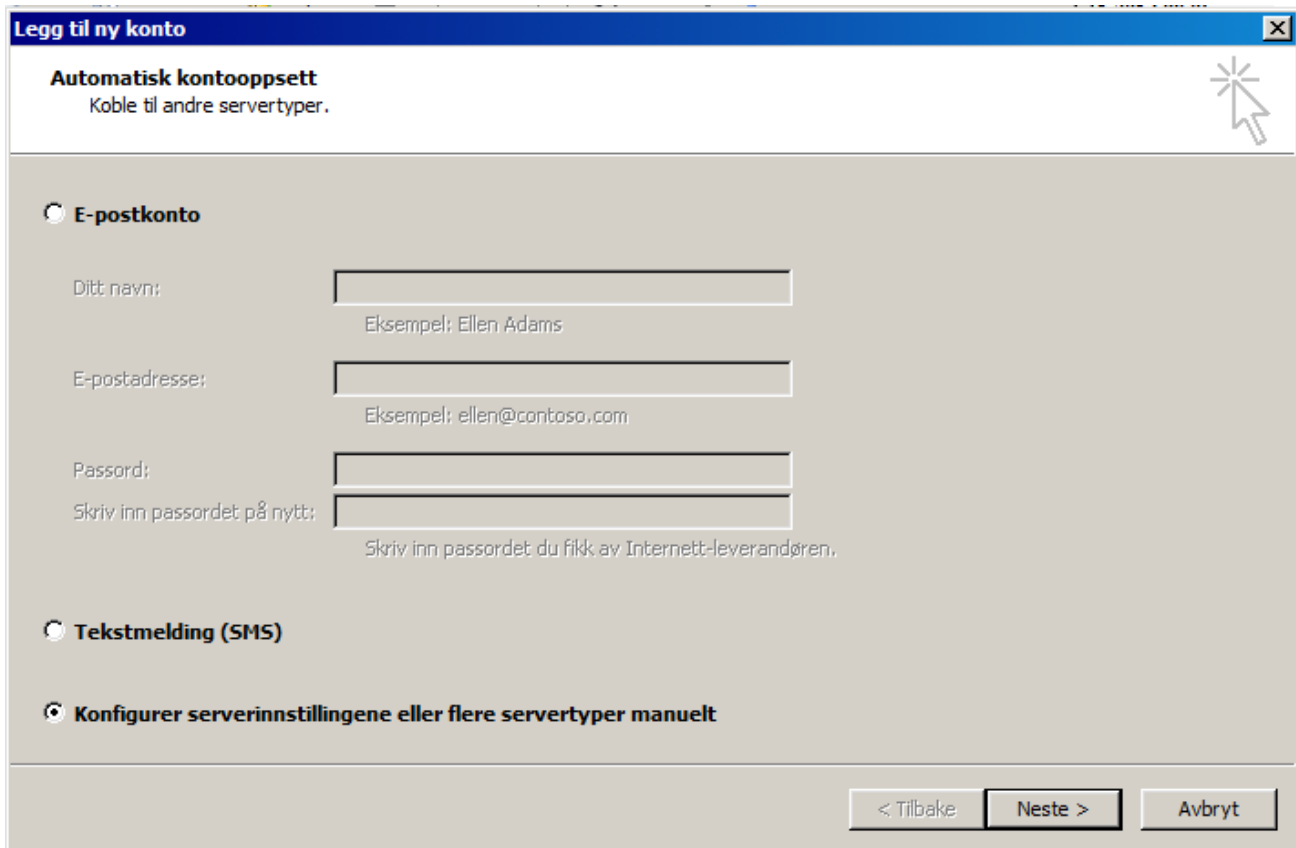 Legg til ny konto
Automatisk kontooppsett
Koble til andre servertyper.
E-postkonto
Ditt navn:
Eksempel: Ellen Adams
E-postadresse:
Eksempel: ellen@contoso.com
Passord:
Skriv inn passordet på nytt:
Skriv inn passordet du fikk av Internett-leverandøren.
Tekstmelding (SMS)
Konfigurer serverinnstillingene eller flere servertyper manuelt
< Tilbake Neste > Avbryt